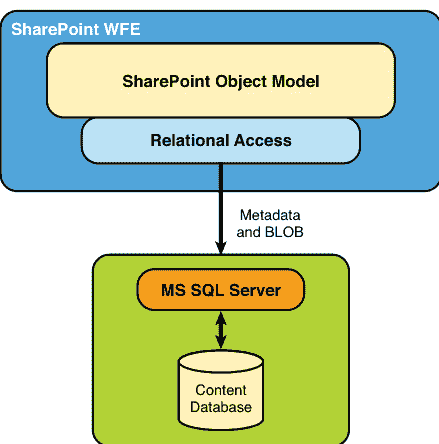 SharePoint WFE
SharePoint Object Model
Relational Access
Metadata
and BLOB
MS SQL Server
Content
Database